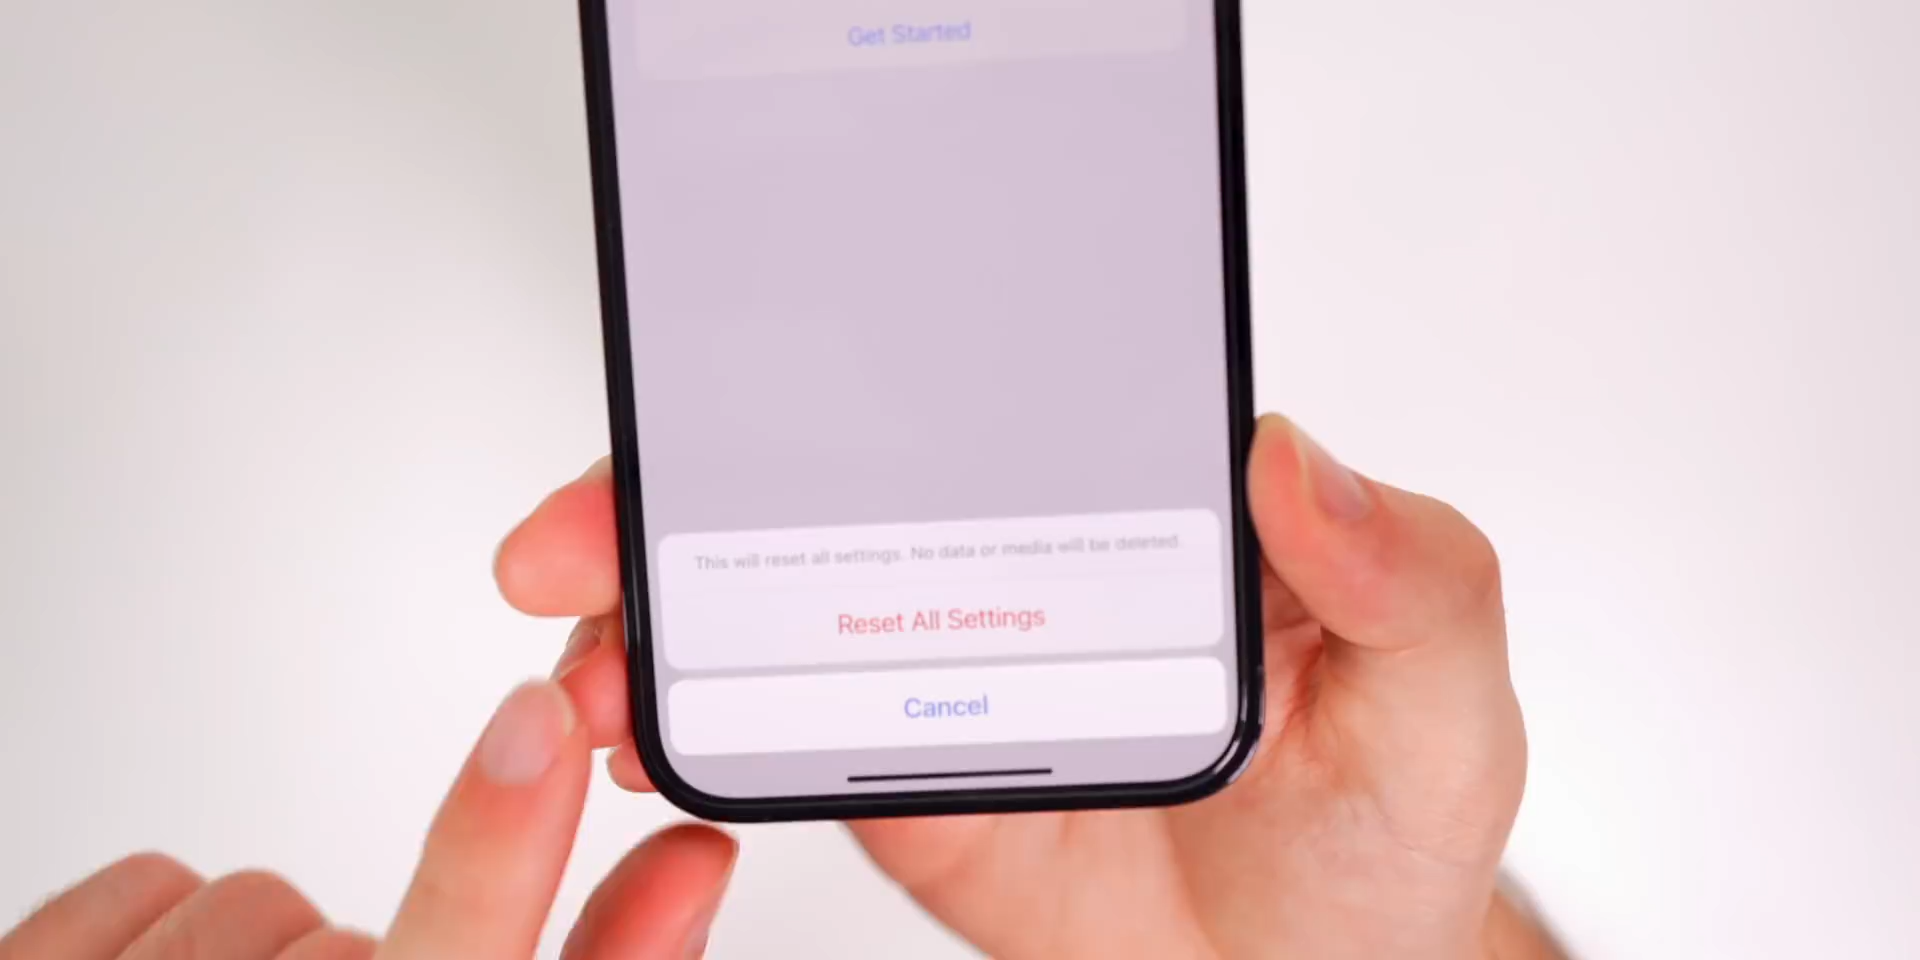 Get Started
This will reset all settings. No data or media will be deleted.
Reset All Settings
Cancel